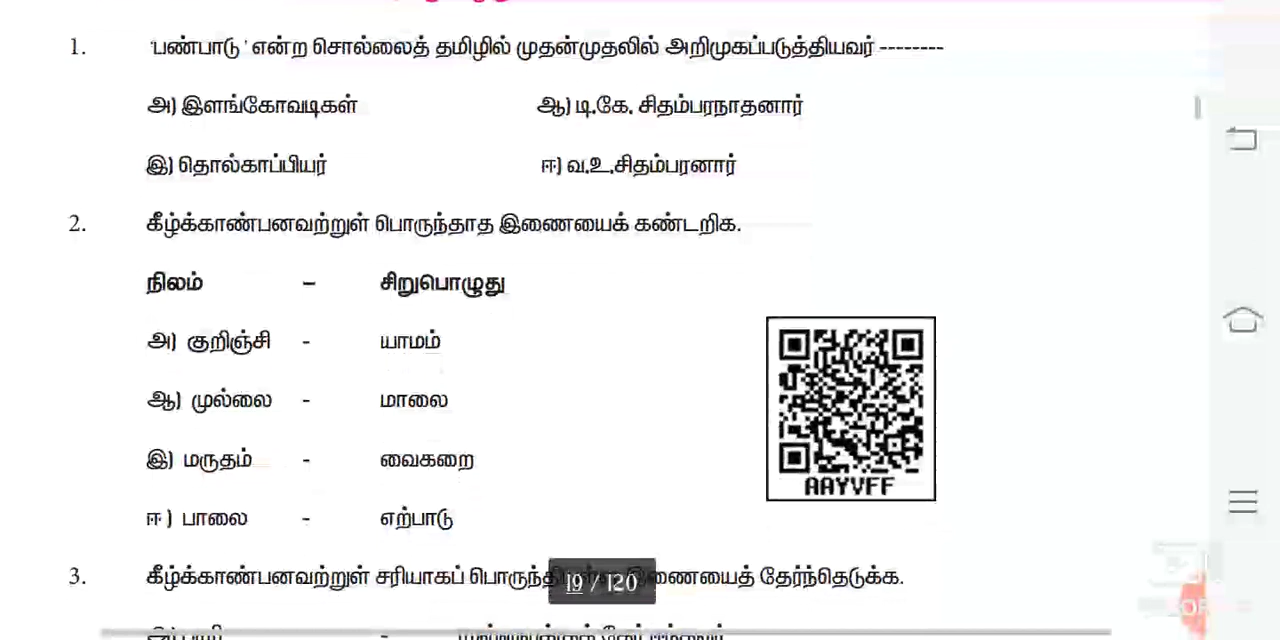 1. 'பண்பாடு' என்ற சொல்லைத் தமிழில் முதன்முதலில் அறிமுகப்படுத்தியவர் --------
அ) இளங்கோவடிகள் ஆ) டி.கே. சிதம்பரநாதனார்
இ) தொல்காப்பியர் ஈ) வ.உ.சிதம்பரனார்
2. கீழ்க்காண்பனவற்றுள் பொருந்தாத இணையைக் கண்டறிக.
நிலம் – சிறுபொழுது
அ) குறிஞ்சி - யாமம்
ஆ) முல்லை - மாலை
இ) மருதம் - வைகறை
ஈ) பாலை - எற்பாடு
AAYVFF
3. கீழ்க்காண்பனவற்றுள் சரியாகப் இணையைத் தேர்ந்தெடுக்க.
19 / 120